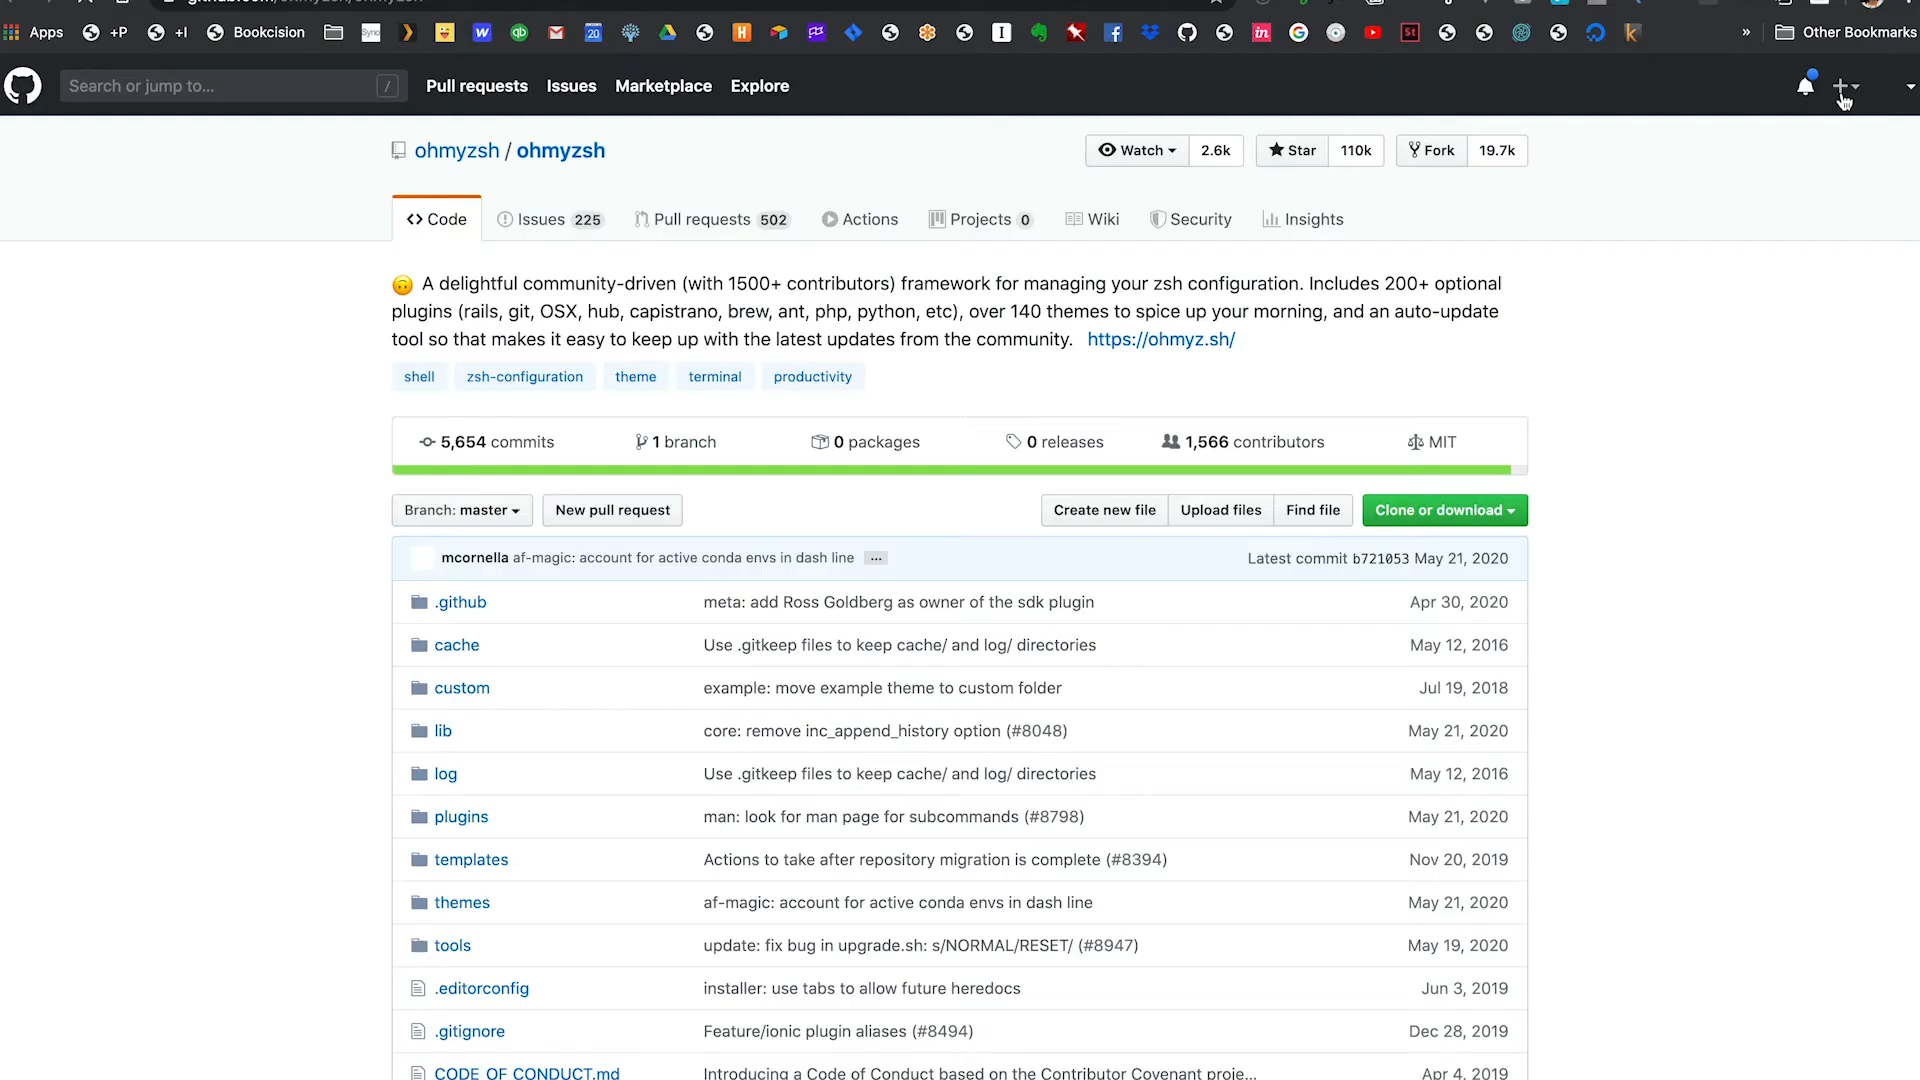 Apps +P +I Bookcision Syno 20 St » Other Bookmarks
Search or jump to... / Pull requests Issues Marketplace Explore
ohmyzsh / ohmyzsh Watch 2.6k Star 110k Fork 19.7k
Code Issues 225 Pull requests 502 Actions Projects 0 Wiki Security Insights
A delightful community-driven (with 1500+ contributors) framework for managing your zsh configuration. Includes 200+ optional
plugins (rails, git, OSX, hub, capistrano, brew, ant, php, python, etc), over 140 themes to spice up your morning, and an auto-update
tool so that makes it easy to keep up with the latest updates from the community. https://ohmyz.sh/
shell zsh-configuration theme terminal productivity
5,654 commits 1 branch 0 packages 0 releases 1,566 contributors MIT
Branch: master New pull request Create new file Upload files Find file Clone or download
mcornella af-magic: account for active conda envs in dash line ... Latest commit b721053 May 21, 2020
.github meta: add Ross Goldberg as owner of the sdk plugin Apr 30, 2020
cache Use .gitkeep files to keep cache/ and log/ directories May 12, 2016
custom example: move example theme to custom folder Jul 19, 2018
lib core: remove inc_append_history option (#8048) May 21, 2020
log Use .gitkeep files to keep cache/ and log/ directories May 12, 2016
plugins man: look for man page for subcommands (#8798) May 21, 2020
templates Actions to take after repository migration is complete (#8394) Nov 20, 2019
themes af-magic: account for active conda envs in dash line May 21, 2020
tools update: fix bug in upgrade.sh: s/NORMAL/RESET/ (#8947) May 19, 2020
.editorconfig installer: use tabs to allow future heredocs Jun 3, 2019
.gitignore Feature/ionic plugin aliases (#8494) Dec 28, 2019
CODE_OF_CONDUCT.md Introducing a Code of Conduct based on the Contributor Covenant proje... Apr 4, 2019